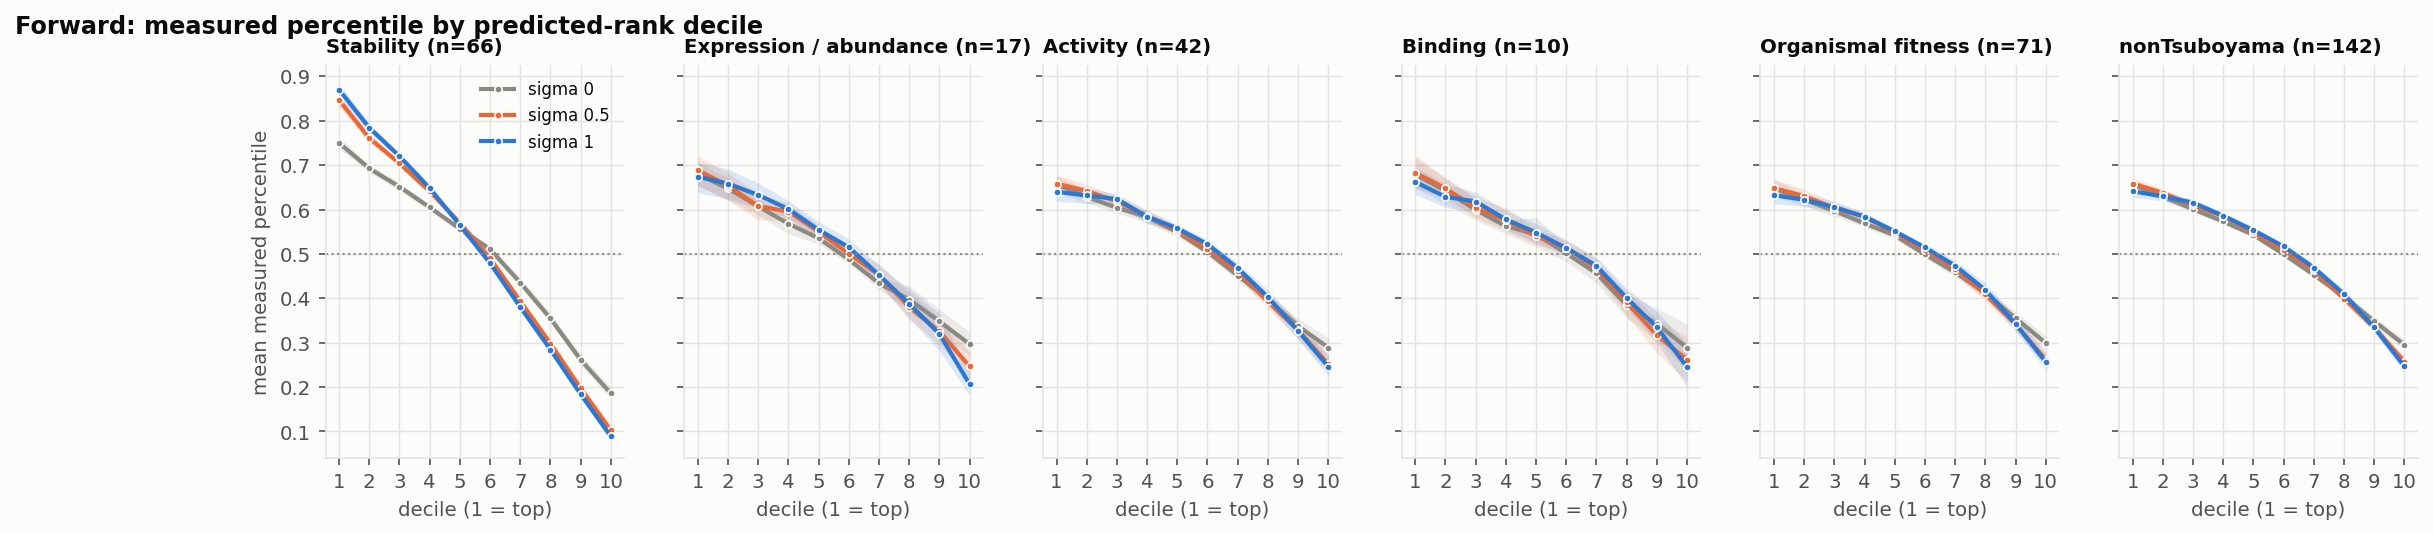 Forward: measured percentile by predicted-rank decile
Stability (n=66)
Expression / abundance (n=17)
Activity (n=42)
Binding (n=10)
Organismal fitness (n=71)
nonTsuboyama (n=142)
mean measured percentile
0.9
0.8
0.7
0.6
0.5
0.4
0.3
0.2
0.1
sigma 0
sigma 0.5
sigma 1
1 2 3 4 5 6 7 8 9 10
decile (1 = top)
1 2 3 4 5 6 7 8 9 10
decile (1 = top)
1 2 3 4 5 6 7 8 9 10
decile (1 = top)
1 2 3 4 5 6 7 8 9 10
decile (1 = top)
1 2 3 4 5 6 7 8 9 10
decile (1 = top)
1 2 3 4 5 6 7 8 9 10
decile (1 = top)